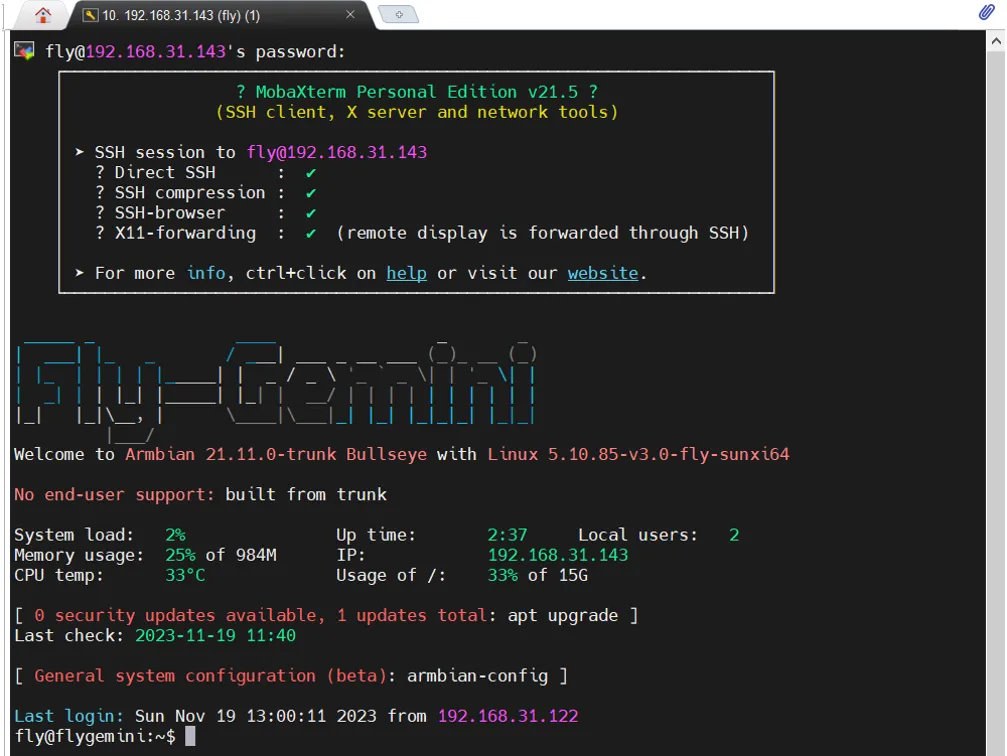 10. 192.168.31.143 (fly) (1)
fly@192.168.31.143's password:
? MobaXterm Personal Edition v21.5 ?
(SSH client, X server and network tools)
➤ SSH session to fly@192.168.31.143
? Direct SSH : ✔
? SSH compression : ✔
? SSH-browser : ✔
? X11-forwarding : ✔ (remote display is forwarded through SSH)
➤ For more info, ctrl+click on help or visit our website.
Fly-Gemini
Welcome to Armbian 21.11.0-trunk Bullseye with Linux 5.10.85-v3.0-fly-sunxi64
No end-user support: built from trunk
System load: 2% Up time: 2:37 Local users: 2
Memory usage: 25% of 984M IP: 192.168.31.143
CPU temp: 33°C Usage of /: 33% of 15G
[ 0 security updates available, 1 updates total: apt upgrade ]
Last check: 2023-11-19 11:40
[ General system configuration (beta): armbian-config ]
Last login: Sun Nov 19 13:00:11 2023 from 192.168.31.122
fly@flygemini:~$